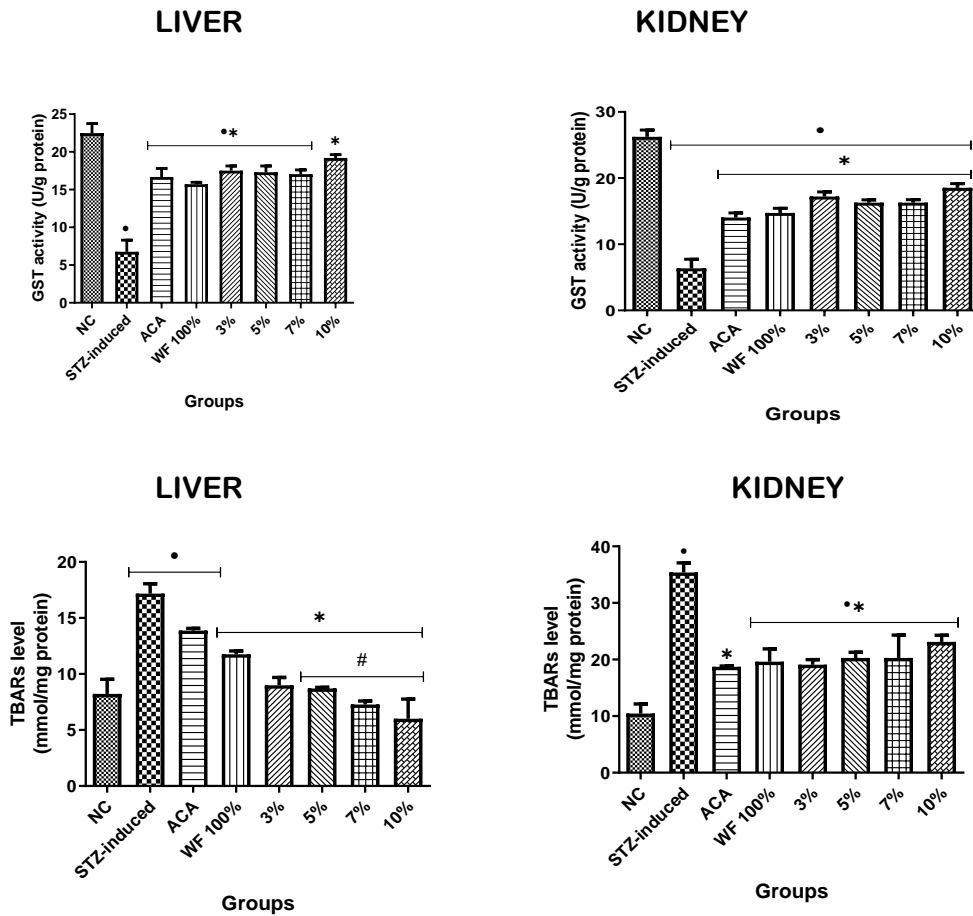 LIVER
GST activity (U/g protein)
25
20
15
10
5
0
•*
*
•
NC
STZ-induced
ACA
WF 100%
3%
5%
7%
10%
Groups
KIDNEY
GST activity (U/g protein)
30
20
10
0
•
*
NC
STZ-induced
ACA
WF 100%
3%
5%
7%
10%
Groups
LIVER
TBARs level
(mmol/mg protein)
20
15
10
5
0
•
*
#
NC
STZ-induced
ACA
WF 100%
3%
5%
7%
10%
Groups
KIDNEY
TBARs level
(mmol/mg protein)
40
30
20
10
0
•
•*
*
NC
STZ-induced
ACA
WF 100%
3%
5%
7%
10%
Groups